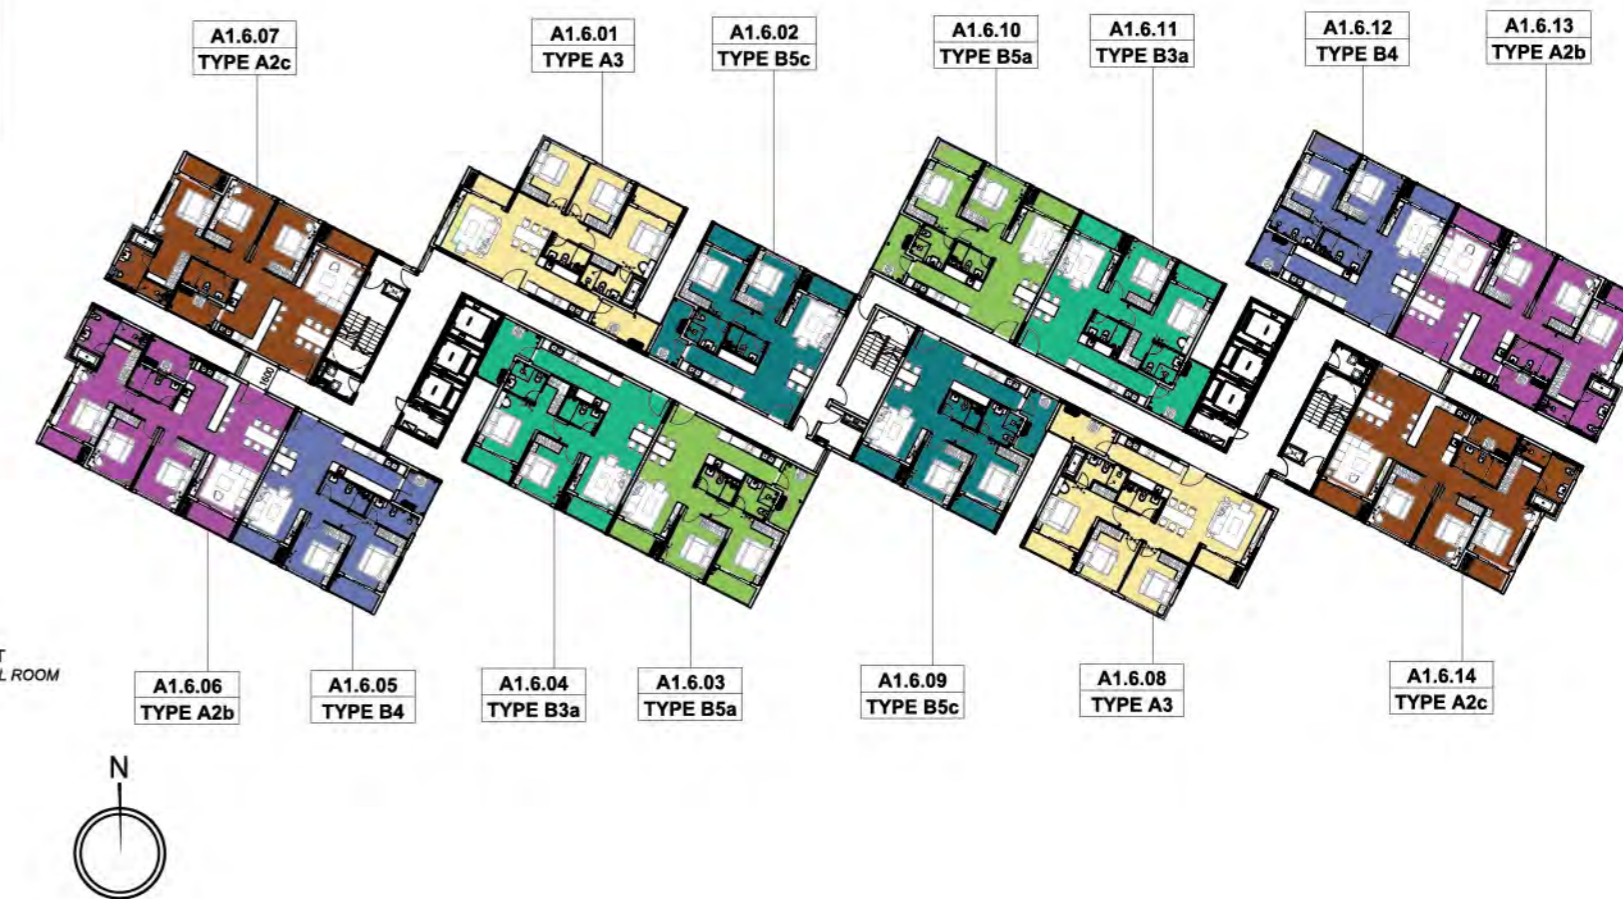 A1.6.07
TYPE A2c
A1.6.01
TYPE A3
A1.6.02
TYPE B5c
A1.6.10
TYPE B5a
A1.6.11
TYPE B3a
A1.6.12
TYPE B4
A1.6.13
TYPE A2b
1600
T
L ROOM
A1.6.06
TYPE A2b
A1.6.05
TYPE B4
A1.6.04
TYPE B3a
A1.6.03
TYPE B5a
A1.6.09
TYPE B5c
A1.6.08
TYPE A3
A1.6.14
TYPE A2c
N